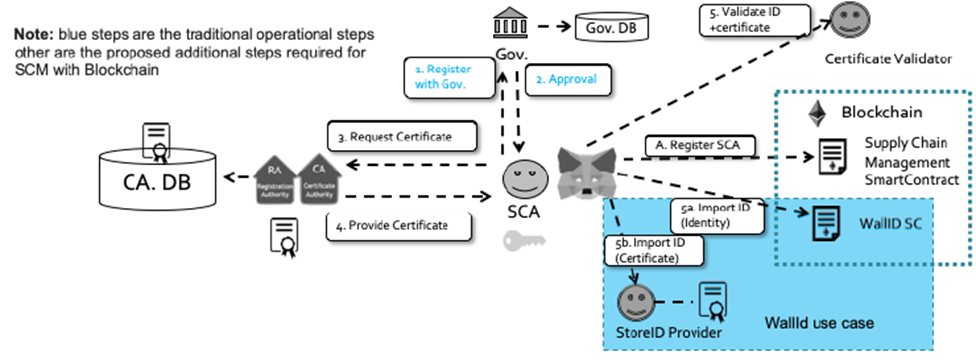 Note: blue steps are the traditional operational steps
other are the proposed additional steps required for
SCM with Blockchain
Gov.
Gov. DB
1. Register
with Gov.
2. Approval
5. Validate ID
+certificate
Certificate Validator
Blockchain
Supply Chain
Management
SmartContract
A. Register SCA
3. Request Certificate
CA. DB
RA
Registration
Authority
CA
Certificate
Authority
4. Provide Certificate
SCA
5a. Import ID
(Identity)
WallID SC
5b. Import ID
(Certificate)
StoreID Provider
WallId use case